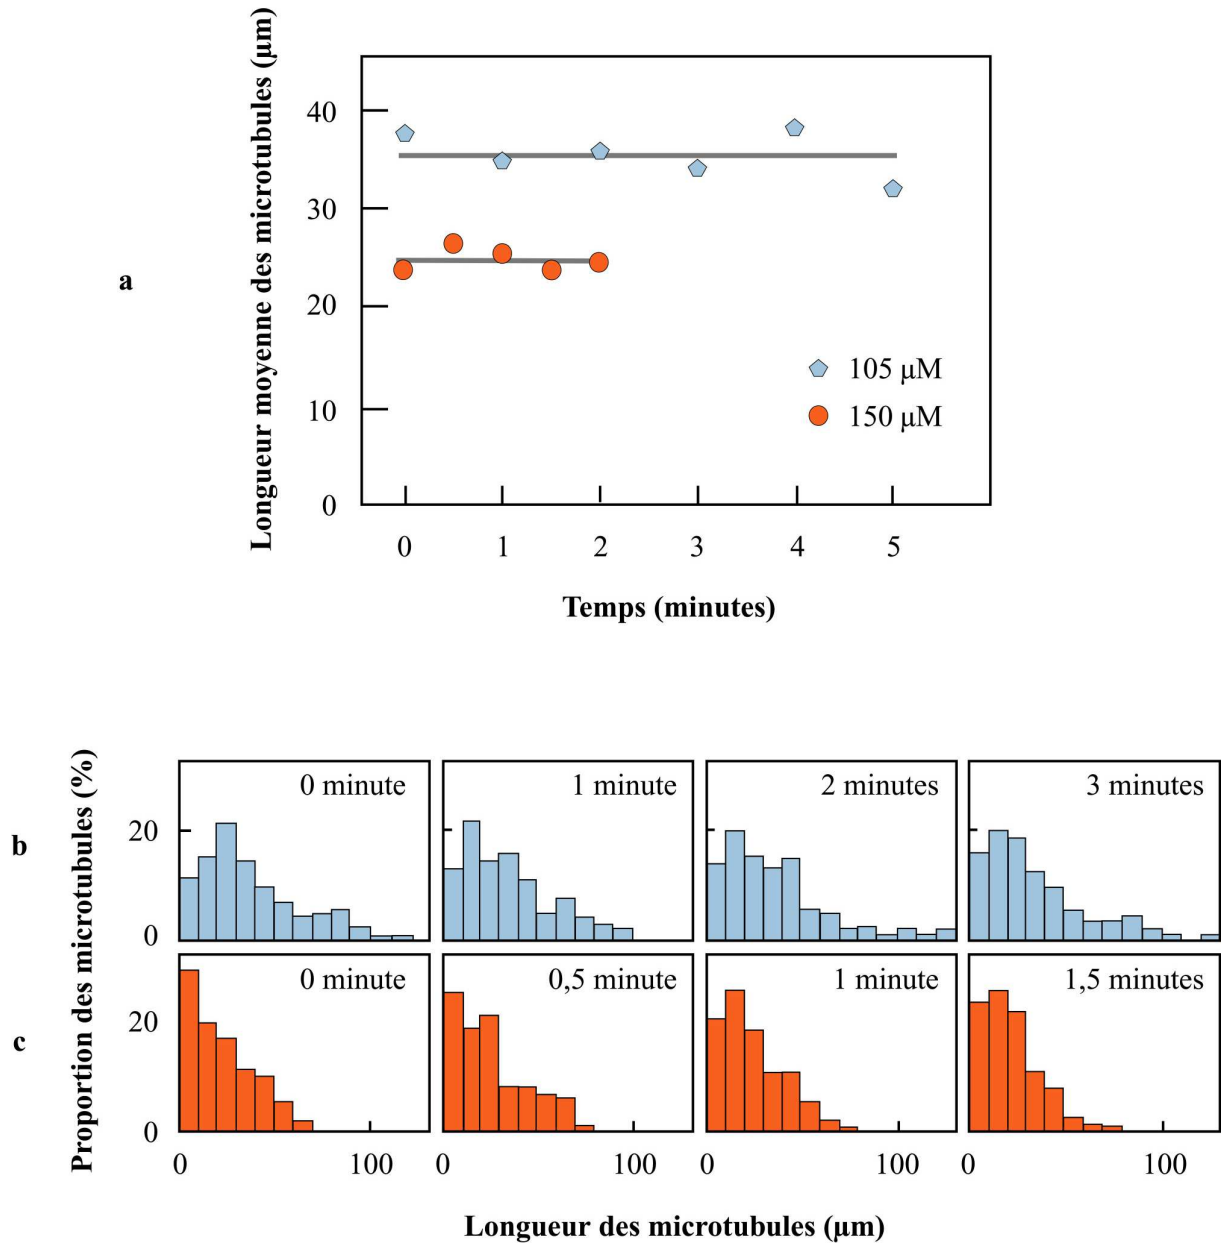 Longueur moyenne des microtubules (µm)
40
30
20
10
0
a
105 µM
150 µM
0 1 2 3 4 5
Temps (minutes)
Proportion des microtubules (%)
b
20
0
0 minute
1 minute
2 minutes
3 minutes
c
20
0
0 minute
0,5 minute
1 minute
1,5 minutes
0 100 0 100 0 100 0 100
Longueur des microtubules (µm)